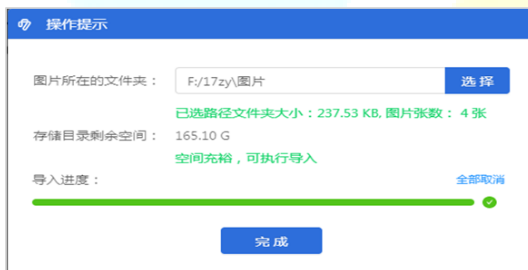 操作提示
图片所在的文件夹： F:/17zy\图片 选择
已选路径文件夹大小：237.53 KB, 图片张数： 4 张
存储目录剩余空间： 165.10 G
空间充裕，可执行导入
导入进度： 全部取消
完成